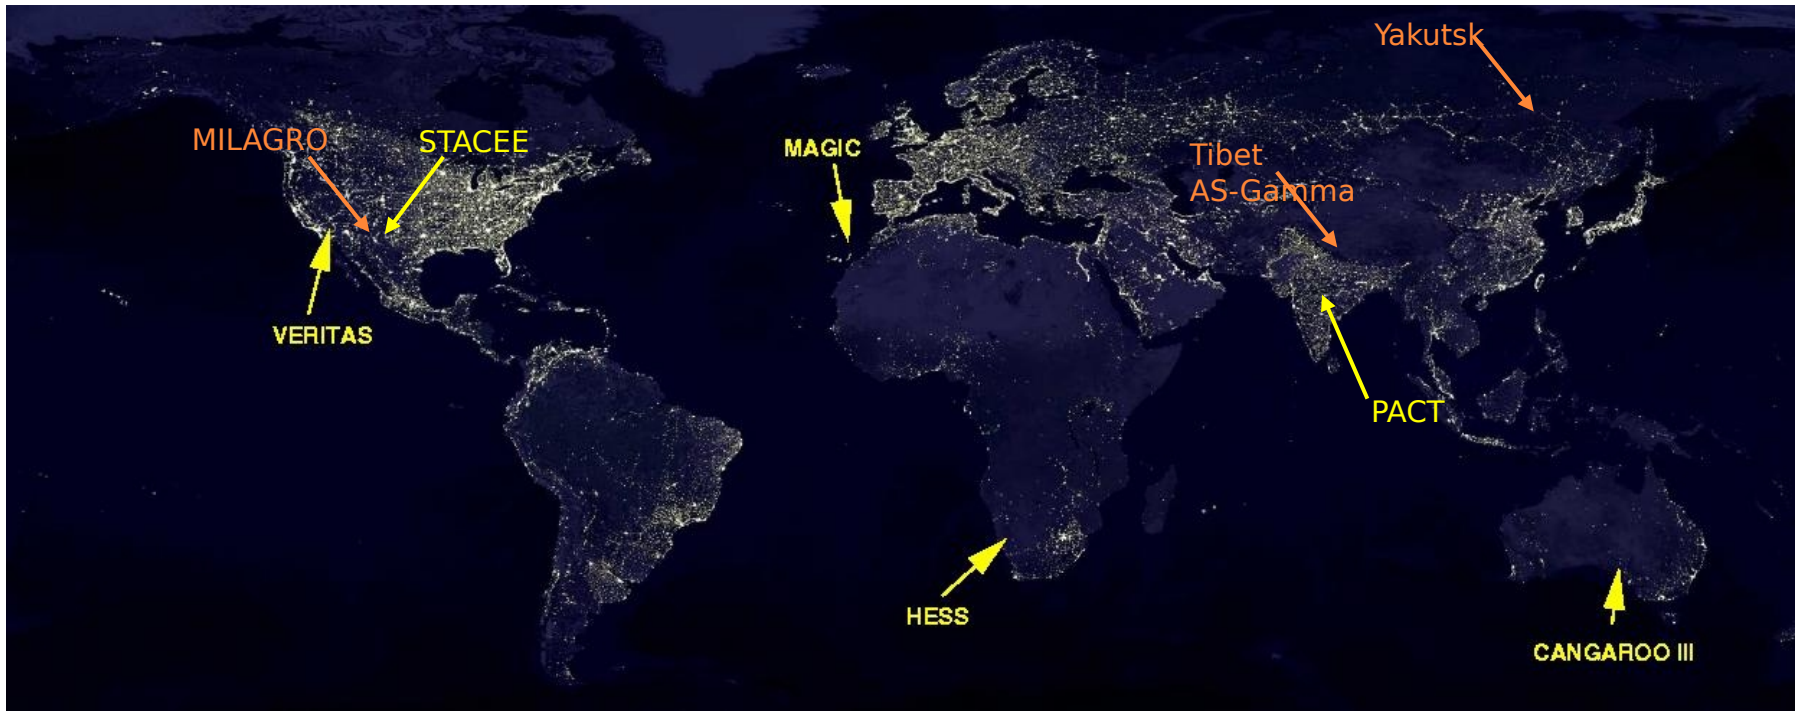 Yakutsk
MILAGRO
STACEE
MAGIC
Tibet
AS-Gamma
VERITAS
PACT
HESS
CANGAROO III